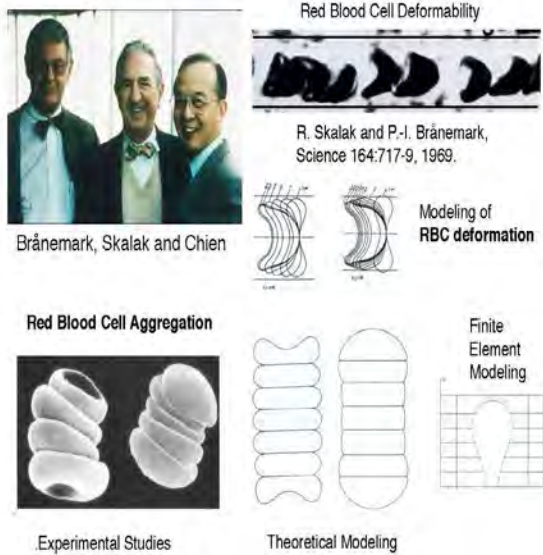 Red Blood Cell Deformability
R. Skalak and P.-I. Brånemark,
Science 164:717-9, 1969.
Brånemark, Skalak and Chien
Modeling of
RBC deformation
Red Blood Cell Aggregation
Finite
Element
Modeling
.Experimental Studies
Theoretical Modeling